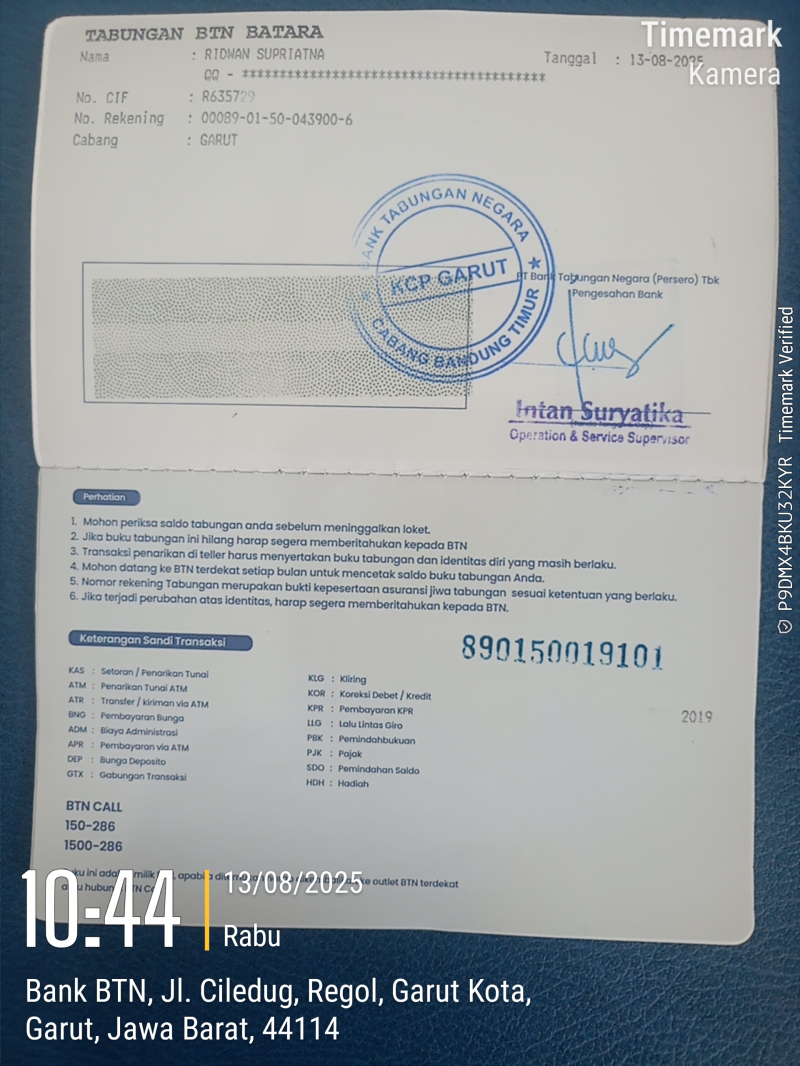 TABUNGAN BTN BATARA
Nama : RIDWAN SUPRIATNA
Tanggal : 13-08-2025
QQ - ****************************************
No. CIF : R635729
No. Rekening : 00089-01-50-043900-6
Cabang : GARUT
BANK TABUNGAN NEGARA
KCP GARUT
CABANG BANDUNG TIMUR
PT Bank Tabungan Negara (Persero) Tbk
Pengesahan Bank
Intan Suryatika
Operation & Service Supervisor
Perhatian
1. Mohon periksa saldo tabungan anda sebelum meninggalkan loket.
2. Jika buku tabungan ini hilang harap segera memberitahukan kepada BTN
3. Transaksi penarikan di teller harus menyertakan buku tabungan dan identitas diri yang masih berlaku.
4. Mohon datang ke BTN terdekat setiap bulan untuk mencetak saldo buku tabungan Anda.
5. Nomor rekening Tabungan merupakan bukti kepesertaan asuransi jiwa tabungan sesuai ketentuan yang berlaku.
6. Jika terjadi perubahan atas identitas, harap segera memberitahukan kepada BTN.
Keterangan Sandi Transaksi
890150019101
2019
KAS : Setoran / Penarikan Tunai
ATM : Penarikan Tunai ATM
ATR : Transfer / kiriman via ATM
BNG : Pembayaran Bunga
ADM : Biaya Administrasi
APR : Pembayaran via ATM
DEP : Bunga Deposito
GTX : Gabungan Transaksi
KLG : Kliring
KOR : Koreksi Debet / Kredit
KPR : Pembayaran KPR
LLG : Lalu Lintas Giro
PBK : Pemindahbukuan
PJK : Pajak
SDO : Pemindahan Saldo
HDH : Hadiah
BTN CALL
150-286
1500-286
ke outlet BTN terdekat
Timemark
Kamera
P9DMX4BKU32KYR Timemark Verified
10:44
13/08/2025
Rabu
Bank BTN, Jl. Ciledug, Regol, Garut Kota,
Garut, Jawa Barat, 44114